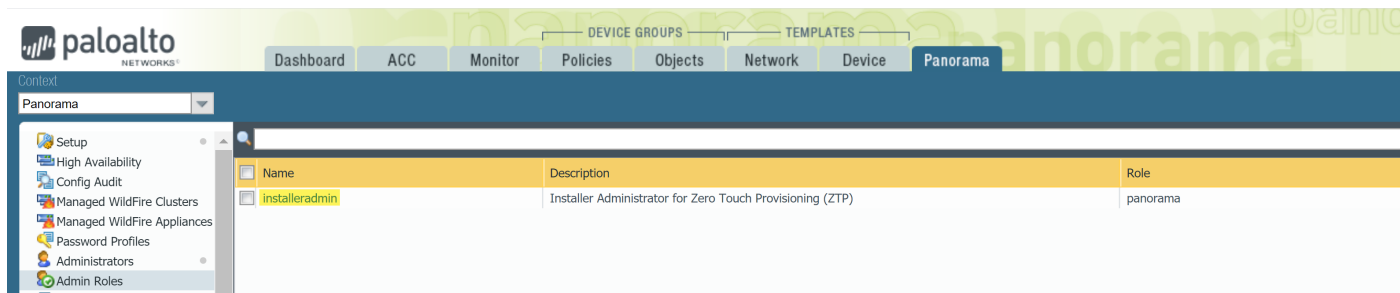 paloalto
NETWORKS®
panorama
panorama
DEVICE GROUPS
TEMPLATES
Dashboard ACC Monitor Policies Objects Network Device Panorama
Context
Panorama
Setup
High Availability
Config Audit
Managed WildFire Clusters
Managed WildFire Appliances
Password Profiles
Administrators
Admin Roles
Name Description Role
installeradmin Installer Administrator for Zero Touch Provisioning (ZTP) panorama